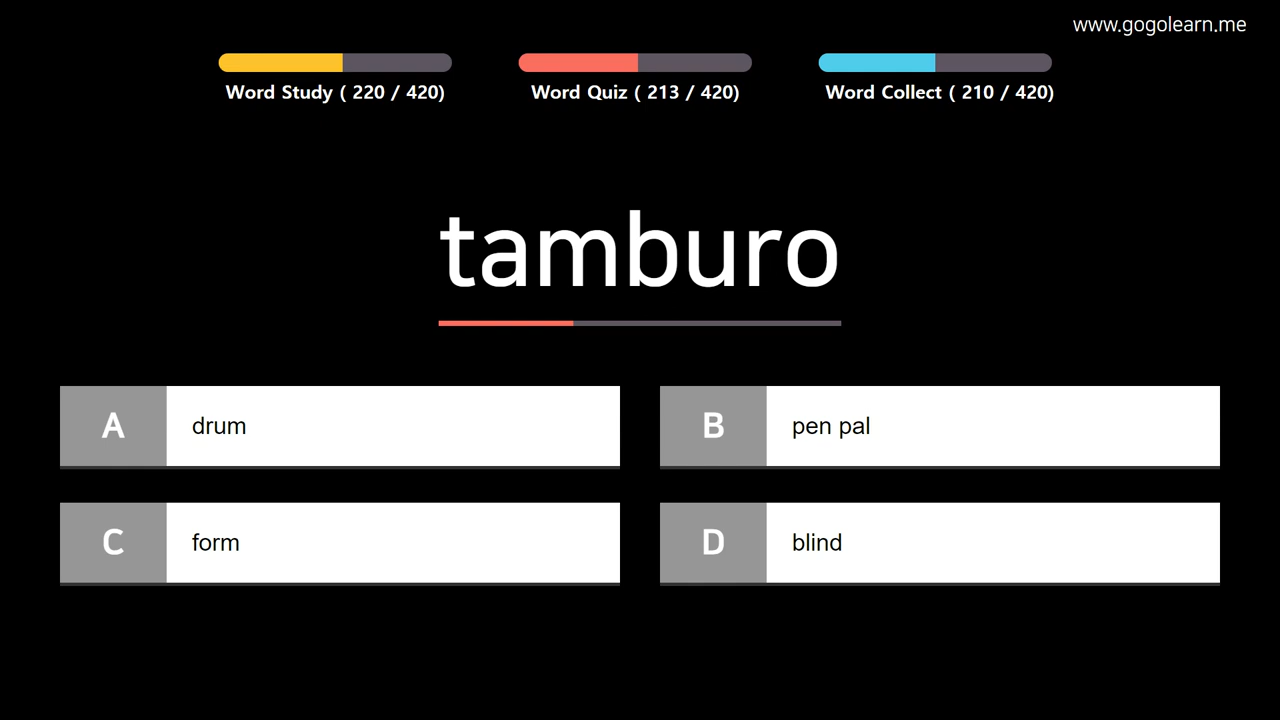 www.gogolearn.me
Word Study ( 220 / 420)
Word Quiz ( 213 / 420)
Word Collect ( 210 / 420)
tamburo
A
drum
B
pen pal
C
form
D
blind